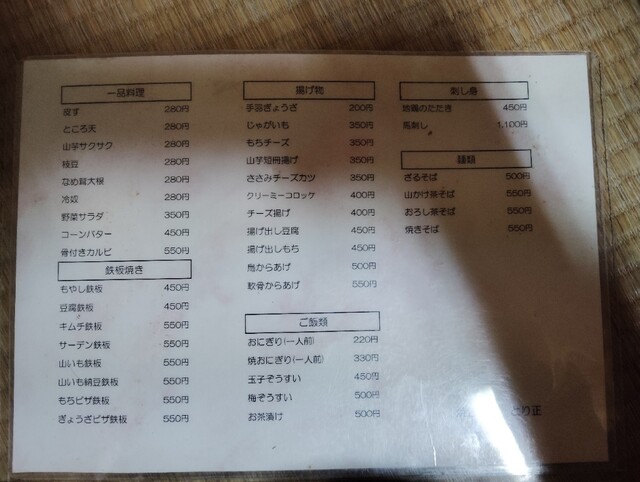 一品料理
皮す 280円
ところ天 280円
山芋サクサク 280円
枝豆 280円
なめ茸大根 280円
冷奴 280円
野菜サラダ 350円
コーンバター 450円
骨付きカルビ 550円
鉄板焼き
もやし鉄板 450円
豆腐鉄板 450円
キムチ鉄板 550円
サーデン鉄板 550円
山いも鉄板 550円
山いも納豆鉄板 550円
もちピザ鉄板 550円
ぎょうざピザ鉄板 550円
揚げ物
手羽ぎょうざ 200円
じゃがいも 350円
もちチーズ 350円
山芋短冊揚げ 350円
ささみチーズカツ 350円
クリーミーコロッケ 400円
チーズ揚げ 400円
揚げ出し豆腐 450円
揚げ出しもち 450円
鳥からあげ 500円
軟骨からあげ 550円
ご飯類
おにぎり(一人前) 220円
焼おにぎり(一人前) 330円
玉子ぞうすい 450円
梅ぞうすい 500円
お茶漬け 500円
刺し身
地鶏のたたき 450円
馬刺し 1,100円
麺類
ざるそば 500円
山かけ茶そば 550円
おろし茶そば 550円
焼きそば 550円
とり正